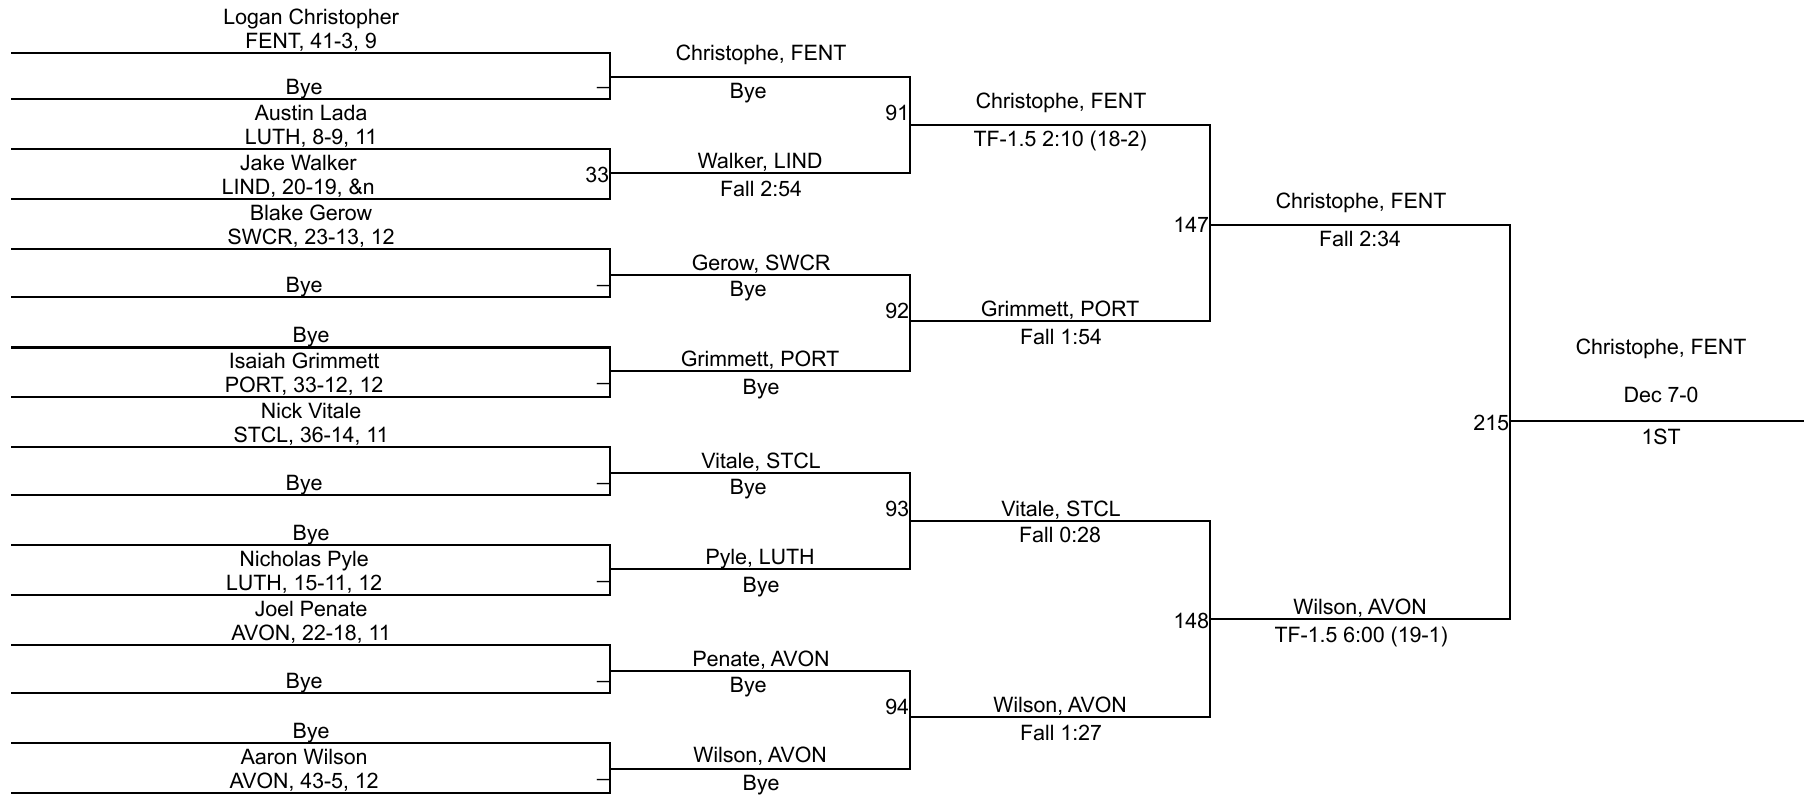 Logan Christopher
FENT, 41-3, 9
Bye
Austin Lada
LUTH, 8-9, 11
Jake Walker
LIND, 20-19, &n
33
Blake Gerow
SWCR, 23-13, 12
Bye
Bye
Isaiah Grimmett
PORT, 33-12, 12
Nick Vitale
STCL, 36-14, 11
Bye
Bye
Nicholas Pyle
LUTH, 15-11, 12
Joel Penate
AVON, 22-18, 11
Bye
Bye
Aaron Wilson
AVON, 43-5, 12
Christophe, FENT
Bye
91
Walker, LIND
Fall 2:54
Gerow, SWCR
Bye
92
Grimmett, PORT
Bye
Vitale, STCL
Bye
93
Pyle, LUTH
Bye
Penate, AVON
Bye
94
Wilson, AVON
Bye
Christophe, FENT
TF-1.5 2:10 (18-2)
147
Grimmett, PORT
Fall 1:54
Vitale, STCL
Fall 0:28
148
Wilson, AVON
Fall 1:27
Christophe, FENT
Fall 2:34
215
Wilson, AVON
TF-1.5 6:00 (19-1)
Christophe, FENT
Dec 7-0
1ST